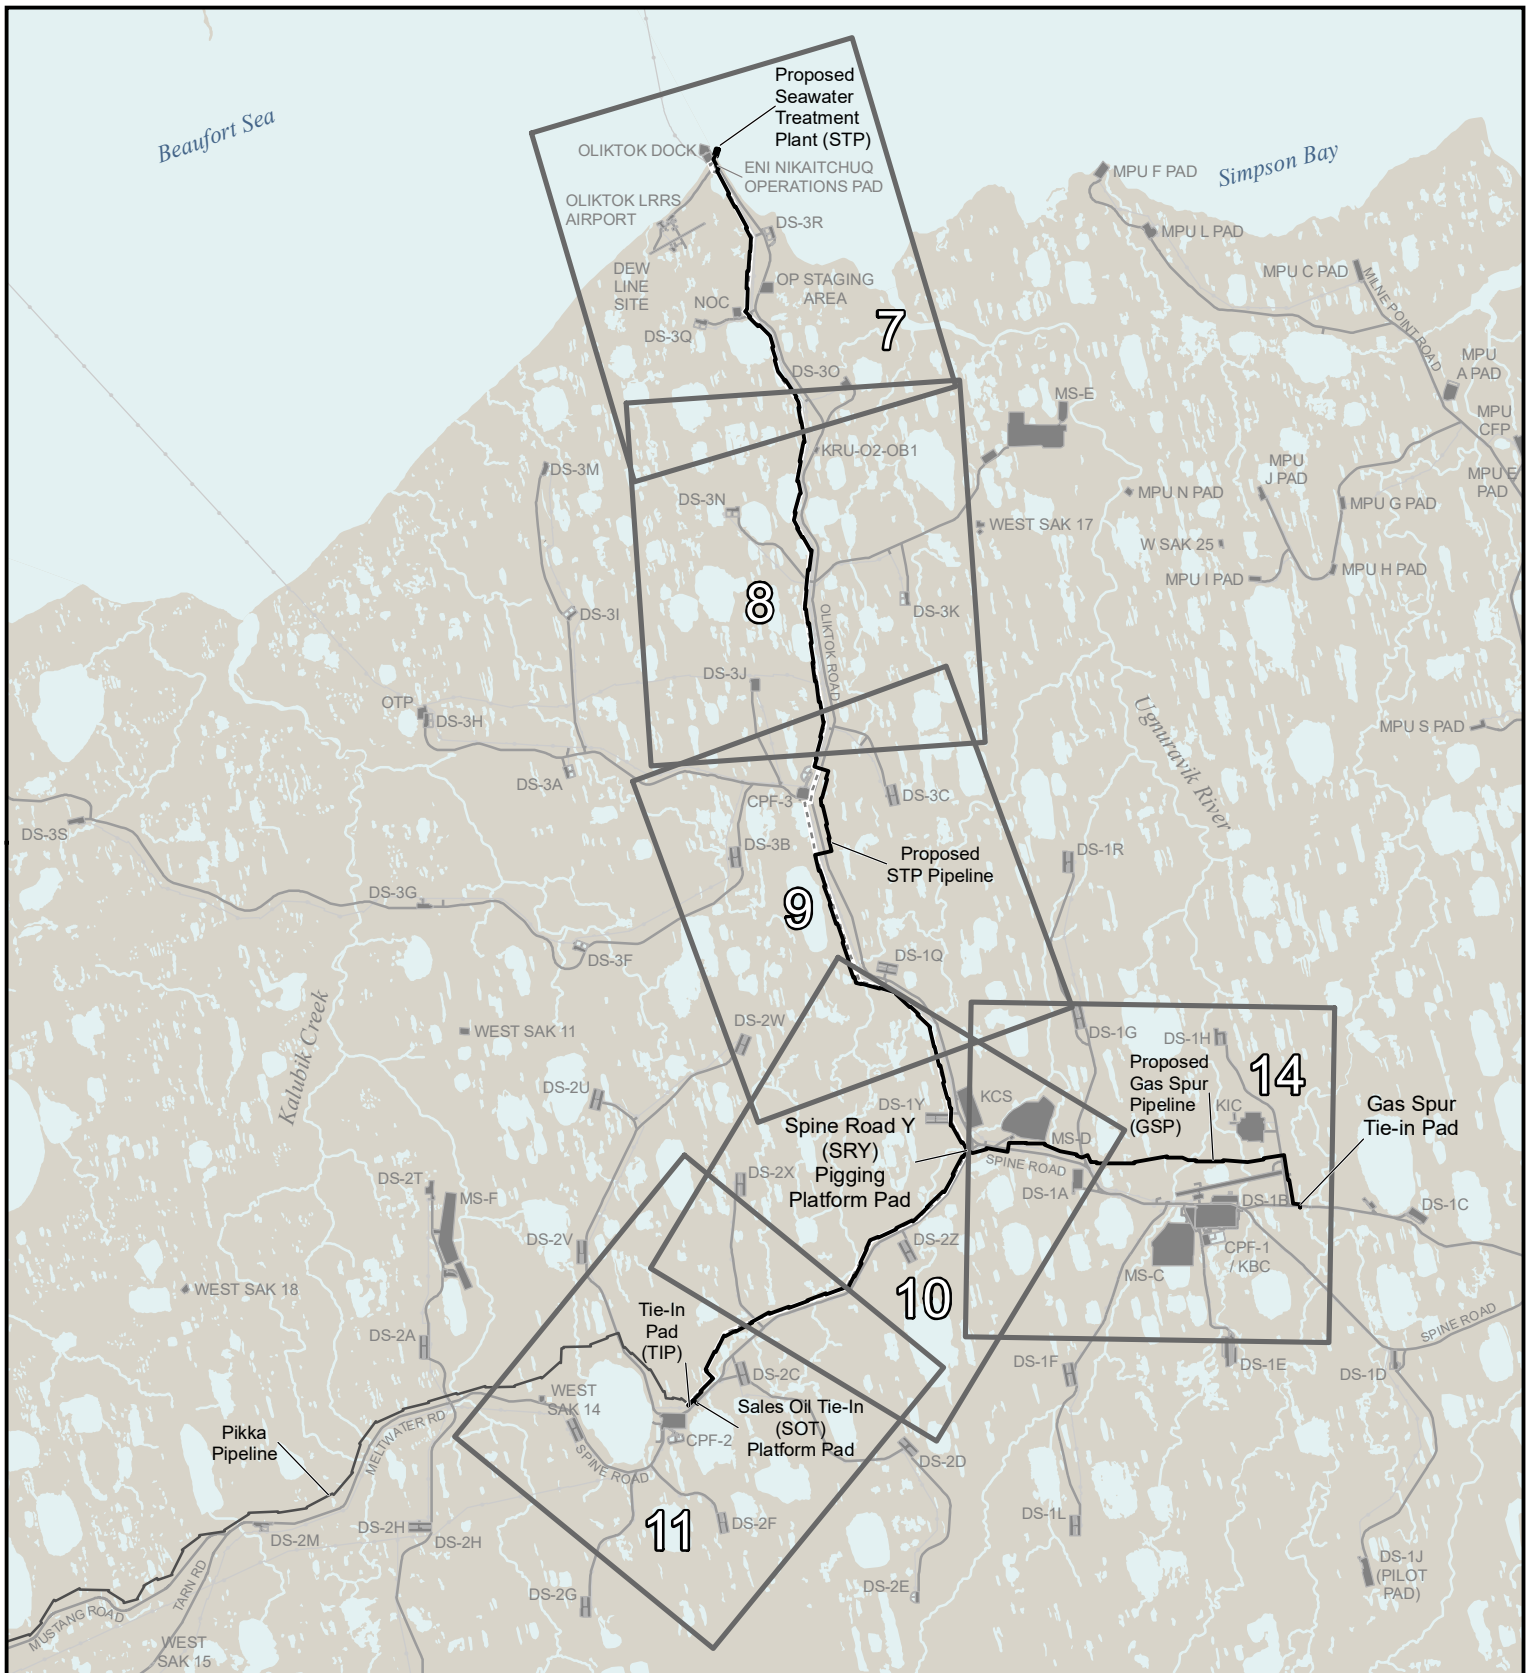 Beaufort Sea
Proposed
Seawater
Treatment
Plant (STP)
OLIKTOK DOCK
ENI NIKAITCHUQ
OPERATIONS PAD
OLIKTOK LRRS
AIRPORT
DS-3R
DEW
LINE
SITE
OP STAGING
AREA
NOC
DS-3Q
7
Simpson Bay
MPU F PAD
MPU L PAD
MPU C PAD
MILNE POINT ROAD
MPU
A PAD
MPU
CFP
MPU E
PAD
DS-3O
MS-E
KRU-O2-OB1
DS-3M
DS-3N
MPU
J PAD
MPU N PAD
MPU G PAD
WEST SAK 17
W SAK 25
MPU I PAD
MPU H PAD
8
DS-3I
DS-3K
OLIKTOK ROAD
DS-3J
OTP
DS-3H
Ugnuravik River
MPU S PAD
DS-3A
CPF-3
DS-3C
DS-3S
DS-3B
Proposed
STP Pipeline
DS-1R
DS-3G
9
DS-3F
DS-1Q
Kalubik Creek
WEST SAK 11
DS-2W
DS-1G
DS-1H
14
Proposed
Gas Spur
Pipeline
(GSP)
KIC
Gas Spur
Tie-in Pad
DS-2U
DS-1Y
KCS
MS-D
Spine Road Y
(SRY)
Pigging
Platform Pad
SPINE ROAD
DS-2X
DS-1A
DS-1B
DS-1C
DS-2T
MS-F
DS-2V
DS-2Z
CPF-1
/ KBC
MS-C
WEST SAK 18
10
Tie-In
Pad
(TIP)
SPINE ROAD
DS-2A
DS-1F
DS-1E
DS-1D
DS-2C
WEST
SAK 14
Sales Oil Tie-In
(SOT)
Platform Pad
Pikka
Pipeline
MELTWATER RD
CPF-2
SPINE ROAD
DS-2D
11
DS-2F
DS-1L
DS-2M
DS-2H
DS-2H
DS-2G
DS-2E
DS-1J
(PILOT
PAD)
TARN RD
MUSTANG ROAD
WEST
SAK 15